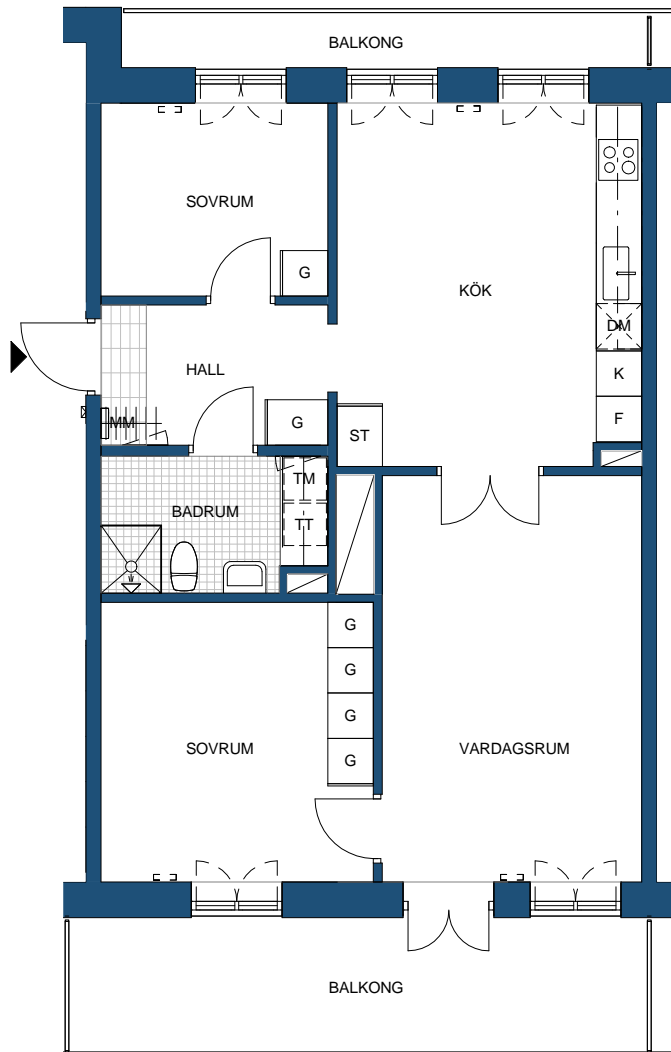 BALKONG
SOVRUM
G
KÖK
DM
HALL
K
MM
G
ST
F
TM
BADRUM
TT
G
G
G
SOVRUM
VARDAGSRUM
G
BALKONG